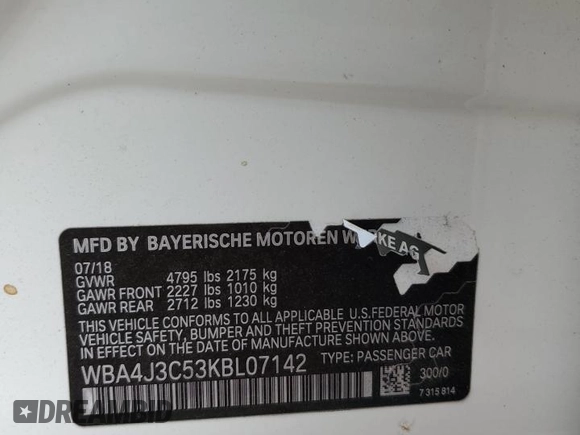 MFD BY BAYERISCHE MOTOREN W RKE AG
07/18
GVWR 4795 lbs 2175 kg
GAWR FRONT 2227 lbs 1010 kg
GAWR REAR 2712 lbs 1230 kg
THIS VEHICLE CONFORMS TO ALL APPLICABLE U.S.FEDERAL MOTOR
VEHICLE SAFETY, BUMPER AND THEFT PREVENTION STANDARDS
IN EFFECT ON THE DATE OF MANUFACTURE SHOWN ABOVE.
WBA4J3C53KBL07142 TYPE: PASSENGER CAR
300/0
7 315 814
DREAMBID